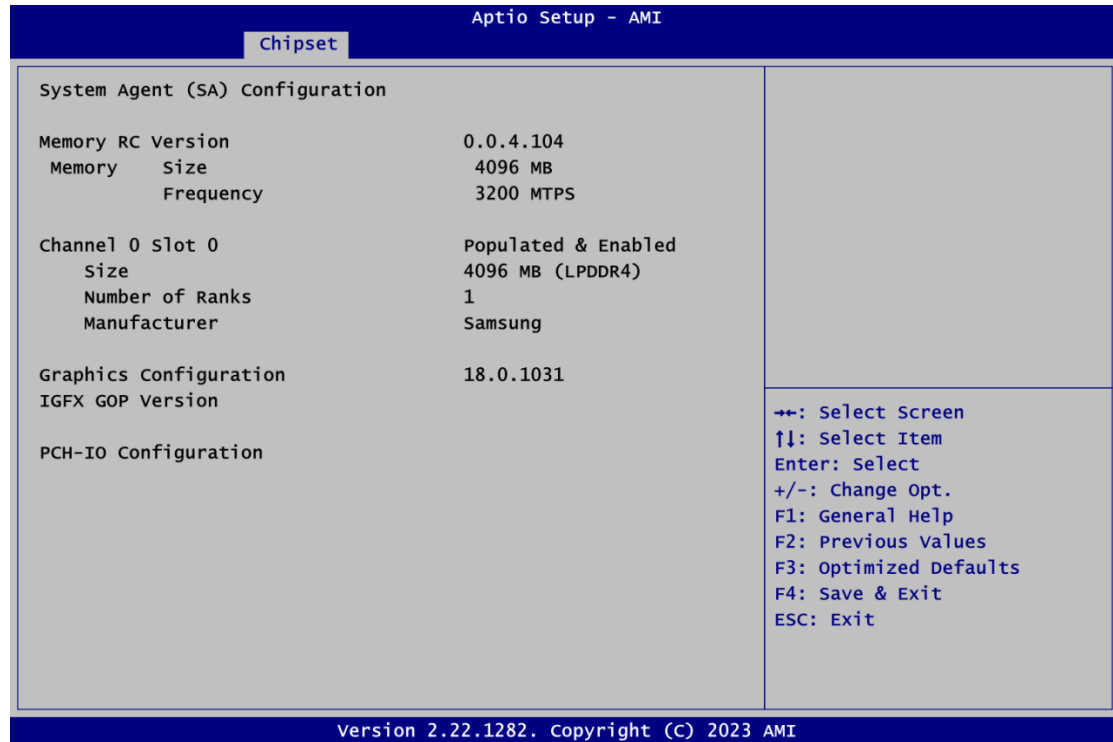 Aptio Setup - AMI
Chipset
System Agent (SA) Configuration
Memory RC Version 0.0.4.104
Memory Size 4096 MB
Frequency 3200 MTPS
Channel 0 Slot 0 Populated & Enabled
Size 4096 MB (LPDDR4)
Number of Ranks 1
Manufacturer Samsung
Graphics Configuration 18.0.1031
IGFX GOP Version
PCH-IO Configuration
→←: Select Screen
↑↓: Select Item
Enter: Select
+/-: Change Opt.
F1: General Help
F2: Previous Values
F3: Optimized Defaults
F4: Save & Exit
ESC: Exit
Version 2.22.1282. Copyright (C) 2023 AMI